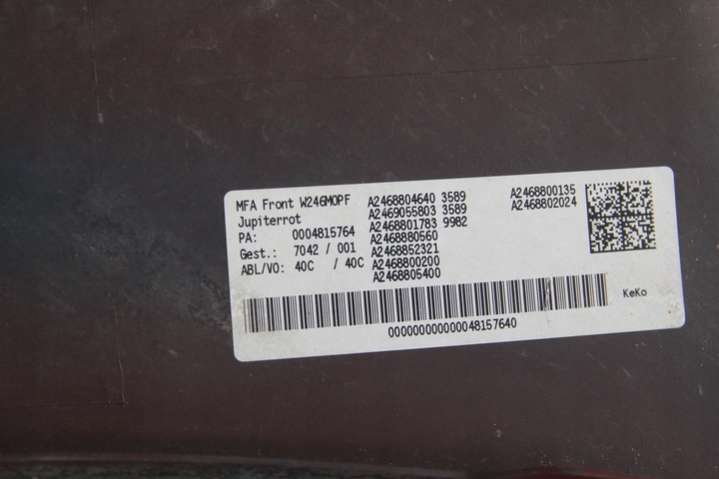 MFA Front W246MOPF
Jupiterrot
PA: 0004815764
Gest.: 7042 / 001
ABL/VO: 40C / 40C
A2468804640 3589
A2469055803 3589
A2468801783 9982
A2468880560
A2468852321
A2468800200
A2468805400
A2468800135
A2468802024
KeKo
00000000000048157640